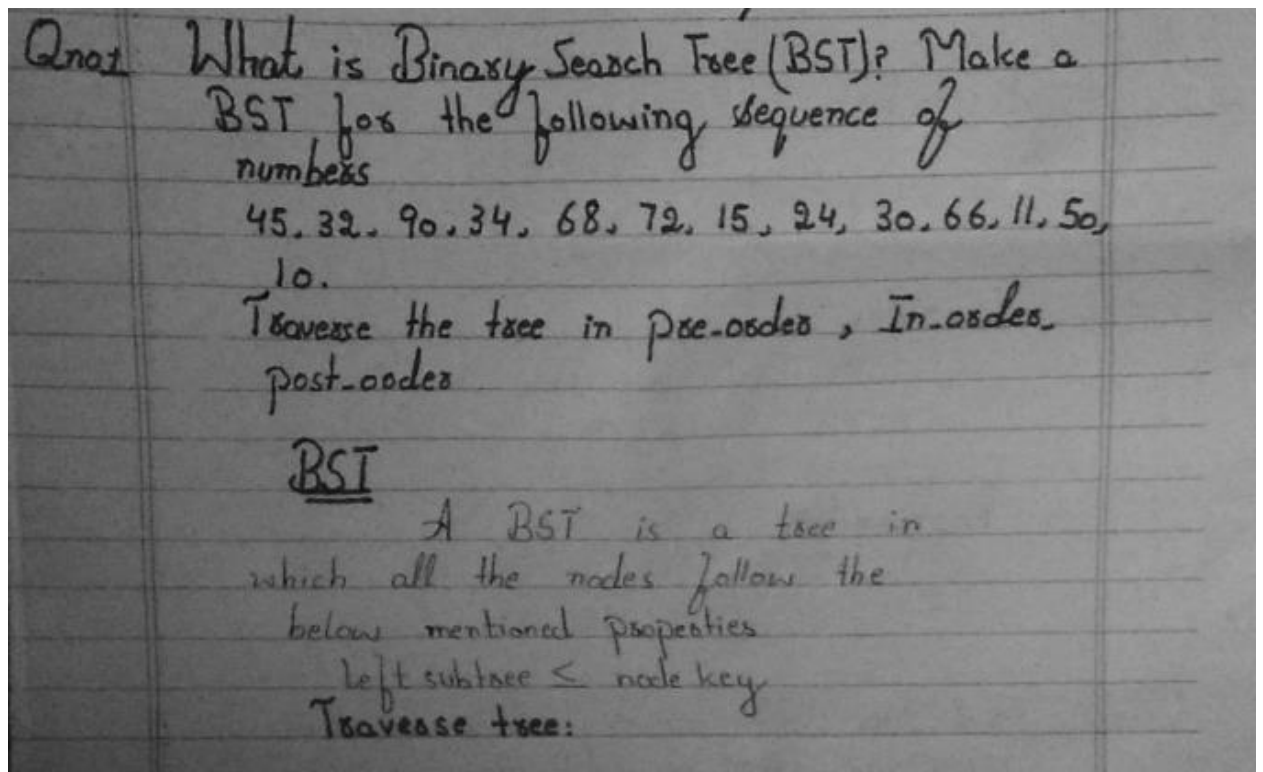 Qno1 What is Binary Search Tree (BST)? Make a
BST for the following sequence of
numbers
45, 32, 90, 34, 68, 72, 15, 24, 30, 66, 11, 50,
10.
Traverse the tree in pre-order, In-order,
post-order
BST
A BST is a tree in
which all the nodes follow the
below mentioned properties
Left subtree ≤ node key
Traverse tree: